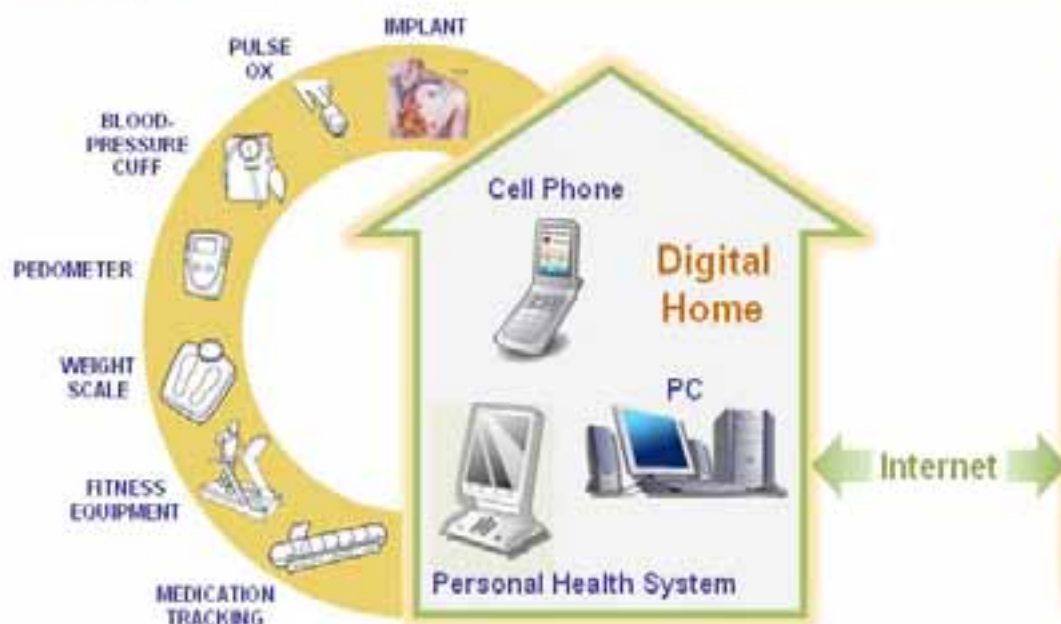 IMPLANT
PULSE
OX
BLOOD-
PRESSURE
CUFF
PEDOMETER
WEIGHT
SCALE
FITNESS
EQUIPMENT
MEDICATION
TRACKING
Cell Phone
Digital
Home
PC
Personal Health System
Internet